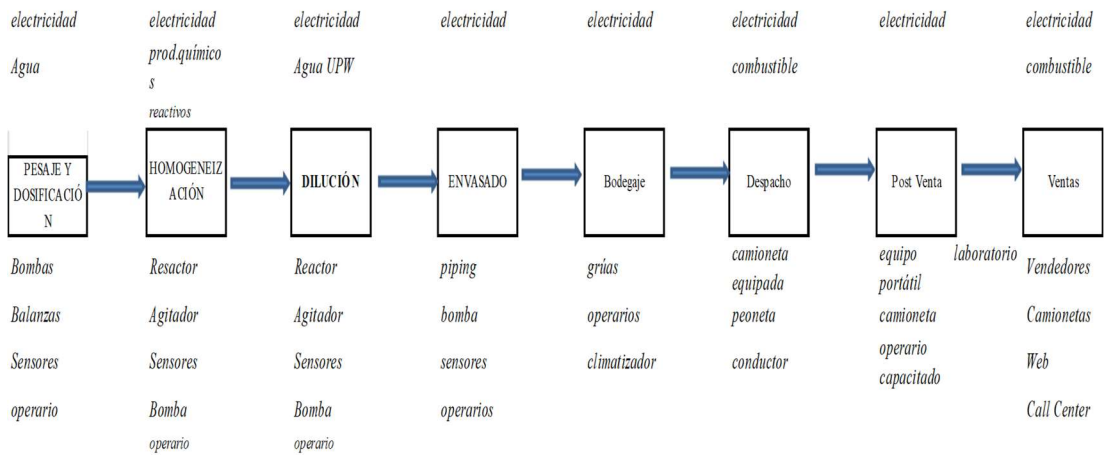 electricidad electricidad electricidad electricidad electricidad electricidad electricidad electricidad
Agua prod.químico Agua UPW combustible combustible
s
reactivos
PESAJE Y
DOSIFICACIÓ
N
HOMOGENEIZ
ACIÓN
DILUCIÓN
ENVASADO
Bodegaje
Despacho
Post Venta
Ventas
Bombas
Balanzas
Sensores
operario
Resactor
Agitador
Sensores
Bomba
operario
Reactor
Agitador
Sensores
Bomba
operario
piping
bomba
sensores
operarios
grúas
operarios
climatizador
camioneta
equipada
peoneta
conductor
equipo laboratorio
portátil
camioneta
operario
capacitado
Vendedores
Camionetas
Web
Call Center